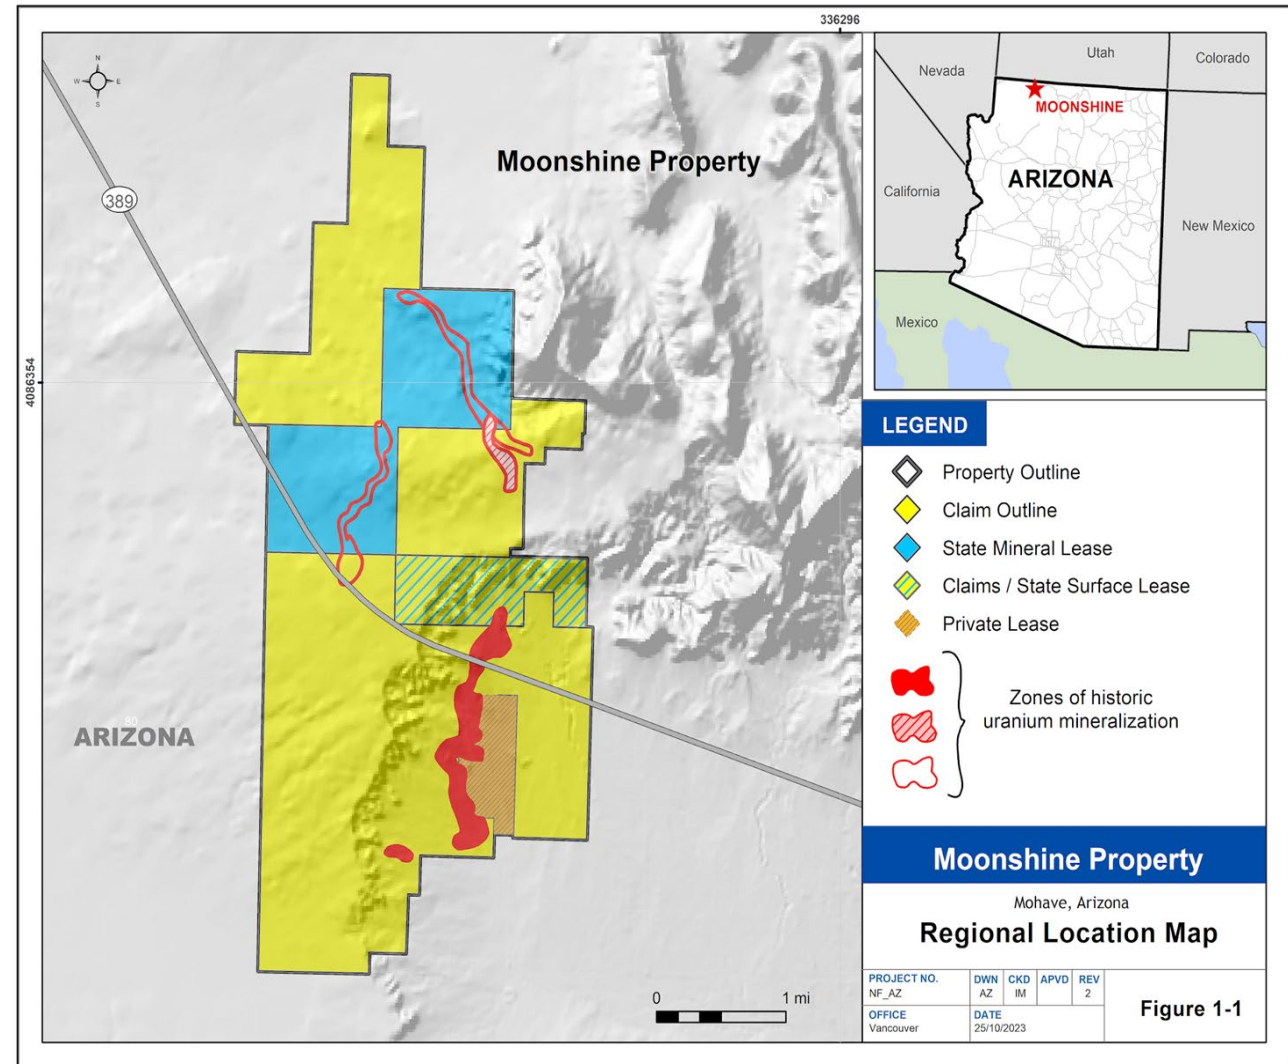 336296
4086354
N
W
E
S
389
Moonshine Property
80
ARIZONA
0
1 mi
Nevada
Utah
Colorado
MOONSHINE
ARIZONA
California
New Mexico
Mexico
LEGEND
Property Outline
Claim Outline
State Mineral Lease
Claims / State Surface Lease
Private Lease
Zones of historic
uranium mineralization
Moonshine Property
Mohave, Arizona
Regional Location Map
PROJECT NO.
NF_AZ
DWN
AZ
CKD
IM
APVD
REV
2
OFFICE
Vancouver
DATE
25/10/2023
Figure 1-1